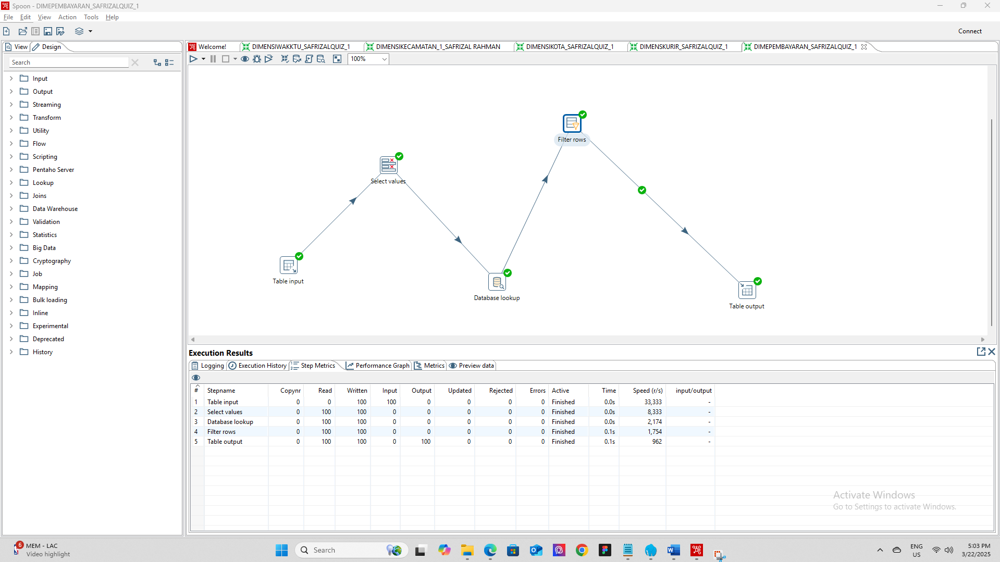 Spoon - DIMEPEMBAYARAN_SAFRIZALQUIZ_1
File Edit View Action Tools Help
Connect
View Design
Welcome! DIMENSIWAKKTU_SAFRIZALQUIZ_1 DIMENSIKECAMATAN_1_SAFRIZAL RAHMAN DIMENSIKOTA_SAFRIZALQUIZ_1 DIMENSKURIR_SAFRIZALQUIZ_1 DIMEPEMBAYARAN_SAFRIZALQUIZ_1
Search
100%
Input
Output
Streaming
Transform
Utility
Flow
Scripting
Pentaho Server
Lookup
Joins
Data Warehouse
Validation
Statistics
Big Data
Cryptography
Job
Mapping
Bulk loading
Inline
Experimental
Deprecated
History
Filter rows
Select values
Table input
Database lookup
Table output
Execution Results
Logging Execution History Step Metrics Performance Graph Metrics Preview data
# Stepname Copynr Read Written Input Output Updated Rejected Errors Active Time Speed (r/s) input/output
1 Table input 0 0 100 100 0 0 0 0 Finished 0.0s 33,333 -
2 Select values 0 100 100 0 0 0 0 0 Finished 0.0s 8,333 -
3 Database lookup 0 100 100 0 0 0 0 0 Finished 0.0s 2,174 -
4 Filter rows 0 100 100 0 0 0 0 0 Finished 0.1s 1,754 -
5 Table output 0 100 100 0 100 0 0 0 Finished 0.1s 962 -
Activate Windows
Go to Settings to activate Windows.
6
MEM - LAC
Video highlight
Search
ENG
US
5:03 PM
3/22/2025